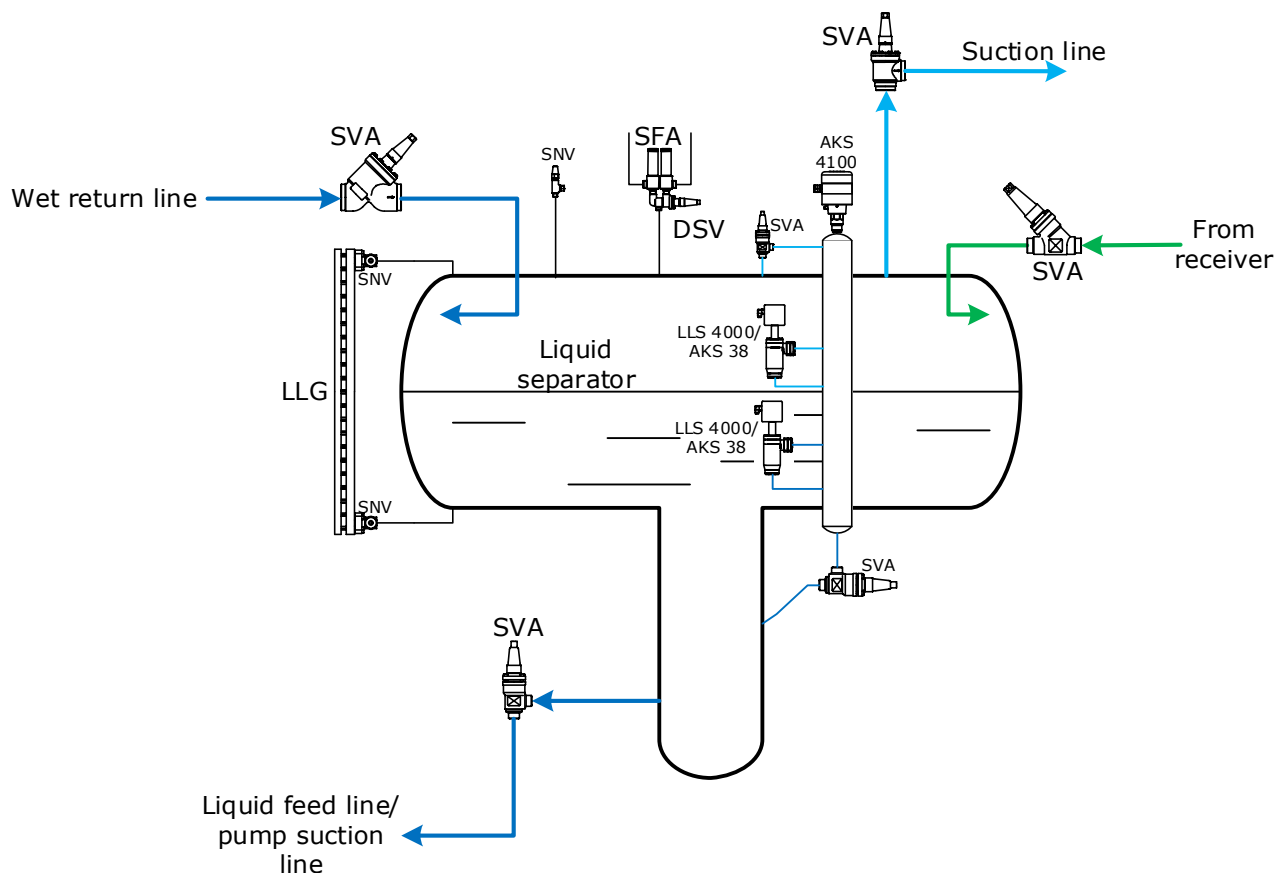 SVA
Suction line
SVA
SNV
SFA
AKS
4100
Wet return line
DSV
SVA
From
receiver
SVA
SNV
LLS 4000/
AKS 38
Liquid
separator
LLG
LLS 4000/
AKS 38
SNV
SVA
SVA
Liquid feed line/
pump suction
line